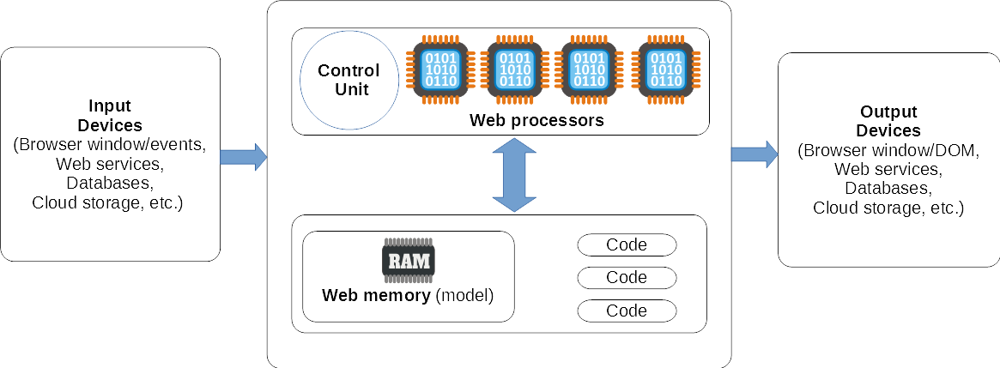 Input
Devices
(Browser window/events,
Web services,
Databases,
Cloud storage, etc.)
Control
Unit
0101
1010
0110
0101
1010
0110
0101
1010
0110
0101
1010
0110
Web processors
RAM
Web memory (model)
Code
Code
Code
Output
Devices
(Browser window/DOM,
Web services,
Databases,
Cloud storage, etc.)